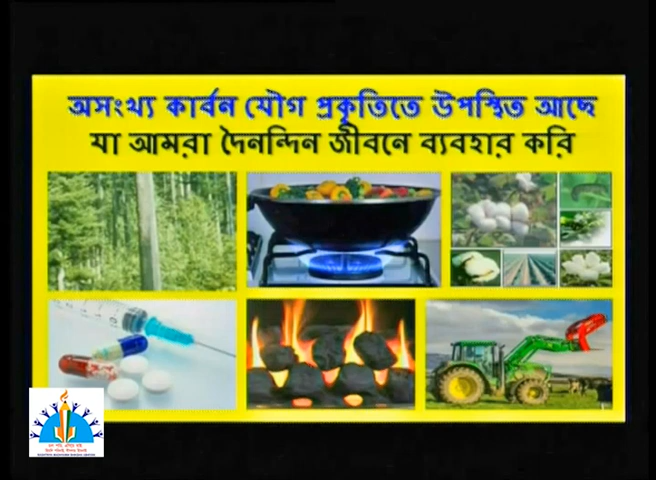 অসংখ্য কার্বন যৌগ প্রকৃতিতে উপস্থিত আছে
যা আমরা দৈনন্দিন জীবনে ব্যবহার করি